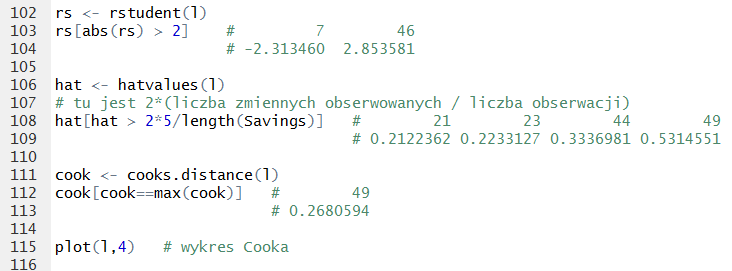 102 rs <- rstudent(l)
103 rs[abs(rs) > 2]    #          7         46
104                     # -2.313460  2.853581
105
106 hat <- hatvalues(l)
107 # tu jest 2*(liczba zmiennych obserwowanych / liczba obserwacji)
108 hat[hat > 2*5/length(Savings)]   #        21        23        44        49
109                                  # 0.2122362 0.2233127 0.3336981 0.5314551
110
111 cook <- cooks.distance(l)
112 cook[cook==max(cook)]   #        49
113                         # 0.2680594
114
115 plot(l,4)   # wykres Cooka
116